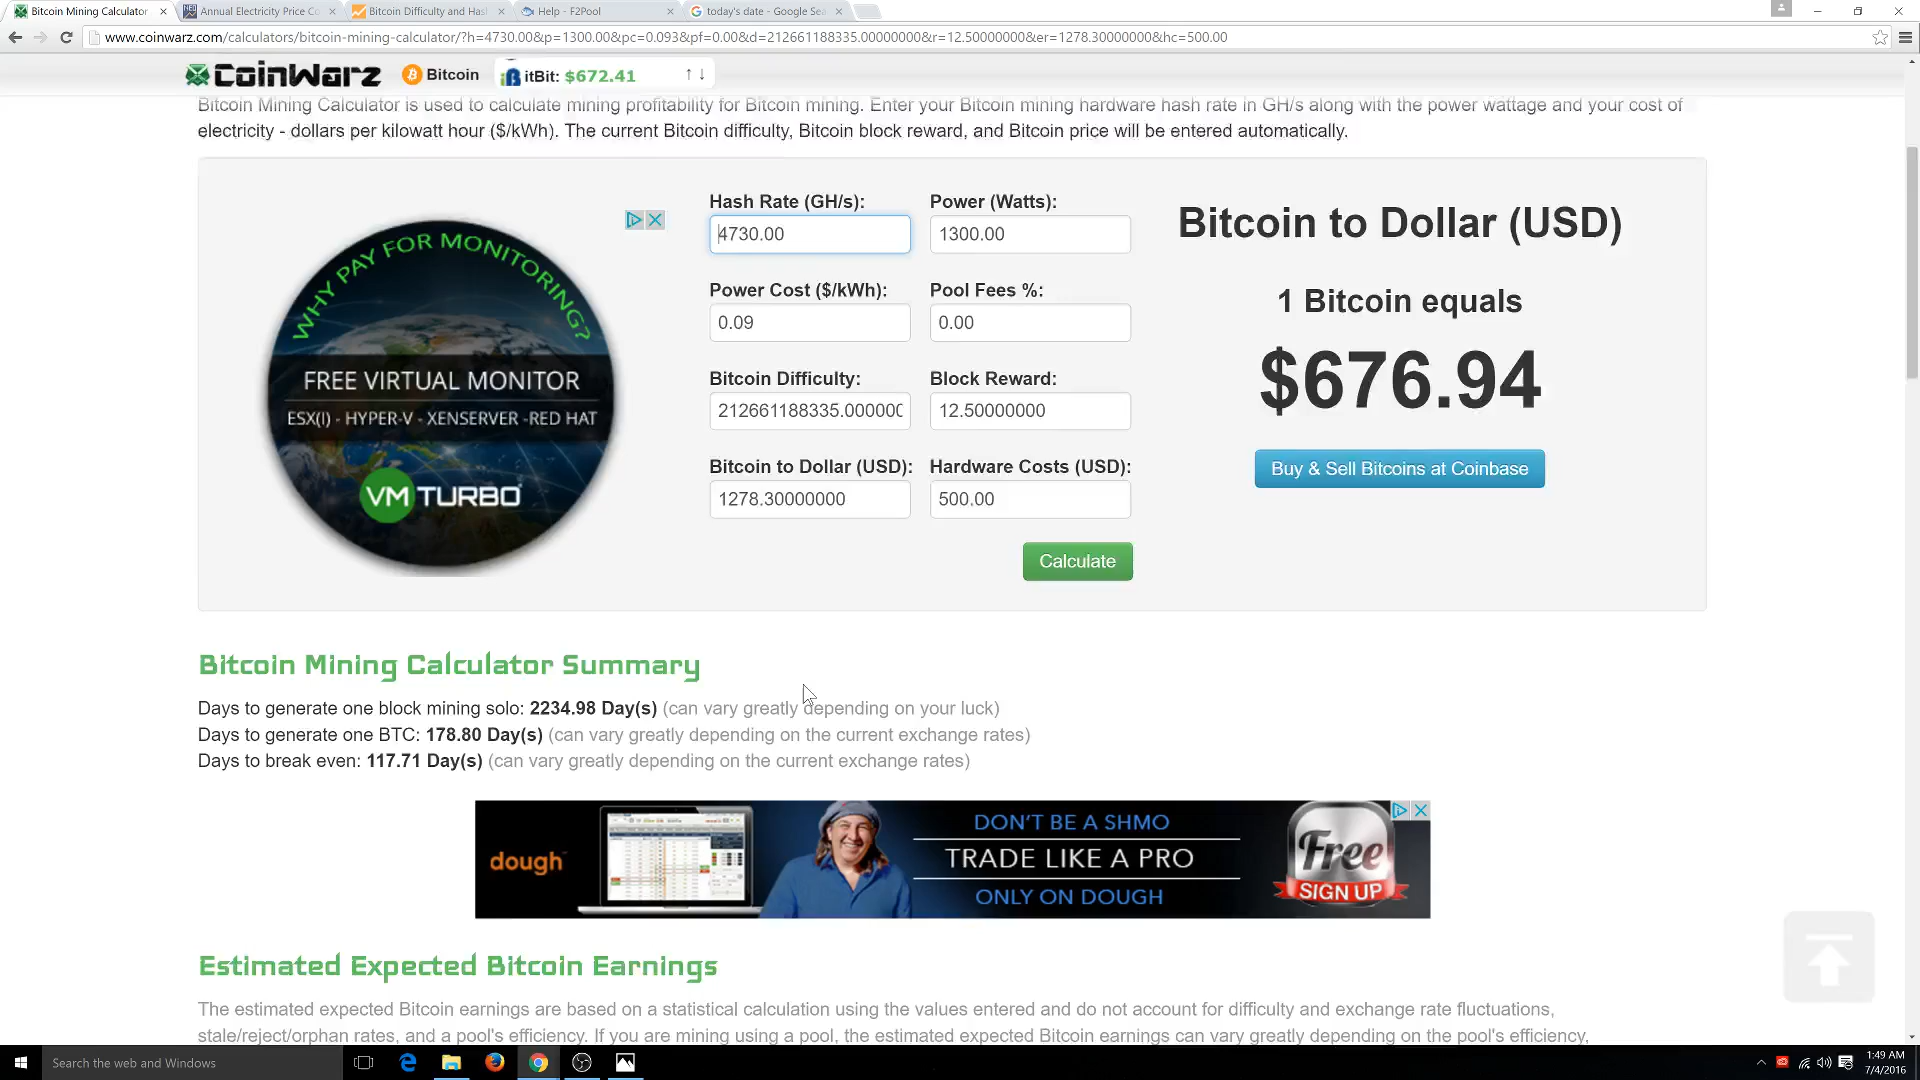 Bitcoin Mining Calculator
Annual Electricity Price Co
Bitcoin Difficulty and Has
Help - F2Pool
today's date - Google Sea
www.coinwarz.com/calculators/bitcoin-mining-calculator/?h=4730.00&p=1300.00&pc=0.093&pf=0.00&d=212661188335.00000000&r=12.50000000&er=1278.30000000&hc=500.00
CoinWarz Bitcoin itBit: $672.41
Bitcoin Mining Calculator is used to calculate mining profitability for Bitcoin mining. Enter your Bitcoin mining hardware hash rate in GH/s along with the power wattage and your cost of
electricity - dollars per kilowatt hour ($/kWh). The current Bitcoin difficulty, Bitcoin block reward, and Bitcoin price will be entered automatically.
WHY PAY FOR MONITORING?
FREE VIRTUAL MONITOR
ESX(I) - HYPER-V - XENSERVER -RED HAT
VM TURBO
Hash Rate (GH/s): Power (Watts):
4730.00 1300.00
Power Cost ($/kWh): Pool Fees %:
0.09 0.00
Bitcoin Difficulty: Block Reward:
212661188335.000000 12.50000000
Bitcoin to Dollar (USD): Hardware Costs (USD):
1278.30000000 500.00
Calculate
Bitcoin to Dollar (USD)
1 Bitcoin equals
$676.94
Buy & Sell Bitcoins at Coinbase
Bitcoin Mining Calculator Summary
Days to generate one block mining solo: 2234.98 Day(s) (can vary greatly depending on your luck)
Days to generate one BTC: 178.80 Day(s) (can vary greatly depending on the current exchange rates)
Days to break even: 117.71 Day(s) (can vary greatly depending on the current exchange rates)
dough
DON'T BE A SHMO
TRADE LIKE A PRO
ONLY ON DOUGH
Free
SIGN UP
Estimated Expected Bitcoin Earnings
The estimated expected Bitcoin earnings are based on a statistical calculation using the values entered and do not account for difficulty and exchange rate fluctuations,
stale/reject/orphan rates, and a pool's efficiency. If you are mining using a pool, the estimated expected Bitcoin earnings can vary greatly depending on the pool's efficiency,
Search the web and Windows
1:49 AM
7/4/2016